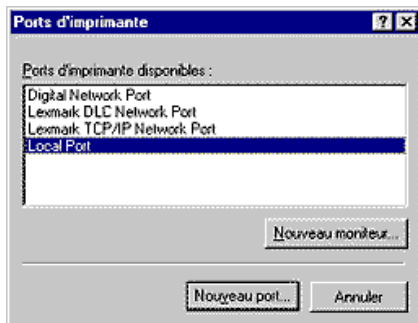 Ports d'imprimante
Ports d'imprimante disponibles :
Digital Network Port
Lexmark DLC Network Port
Lexmark TCP/IP Network Port
Local Port
Nouveau moniteur...
Nouveau port...
Annuler